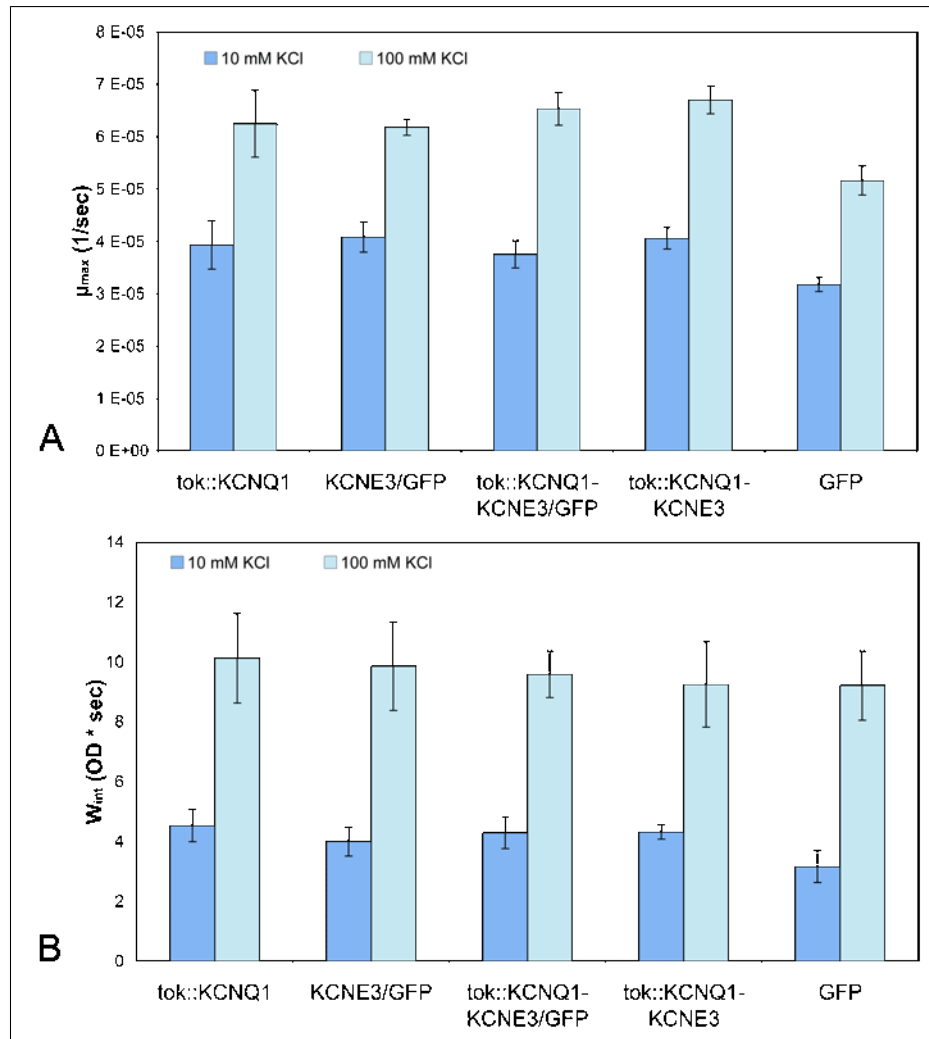 8 E-05
10 mM KCl 100 mM KCl
7 E-05
6 E-05
5 E-05
4 E-05
3 E-05
2 E-05
1 E-05
0 E+00
μmax (1/sec)
A
tok::KCNQ1 KCNE3/GFP tok::KCNQ1- tok::KCNQ1- GFP
KCNE3/GFP KCNE3
14
10 mM KCl 100 mM KCl
12
10
8
6
4
2
0
Wint (OD * sec)
B
tok::KCNQ1 KCNE3/GFP tok::KCNQ1- tok::KCNQ1- GFP
KCNE3/GFP KCNE3